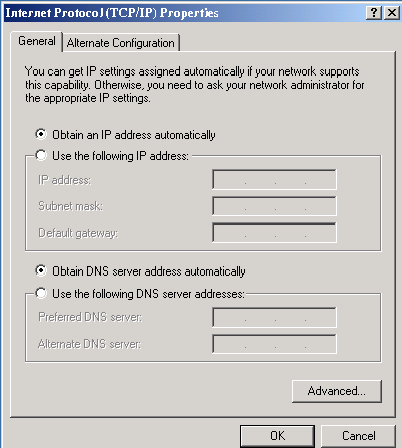 Internet Protocol (TCP/IP) Properties
General
Alternate Configuration
You can get IP settings assigned automatically if your network supports
this capability. Otherwise, you need to ask your network administrator for
the appropriate IP settings.
Obtain an IP address automatically
Use the following IP address:
IP address:
Subnet mask:
Default gateway:
Obtain DNS server address automatically
Use the following DNS server addresses:
Preferred DNS server:
Alternate DNS server:
Advanced...
OK
Cancel